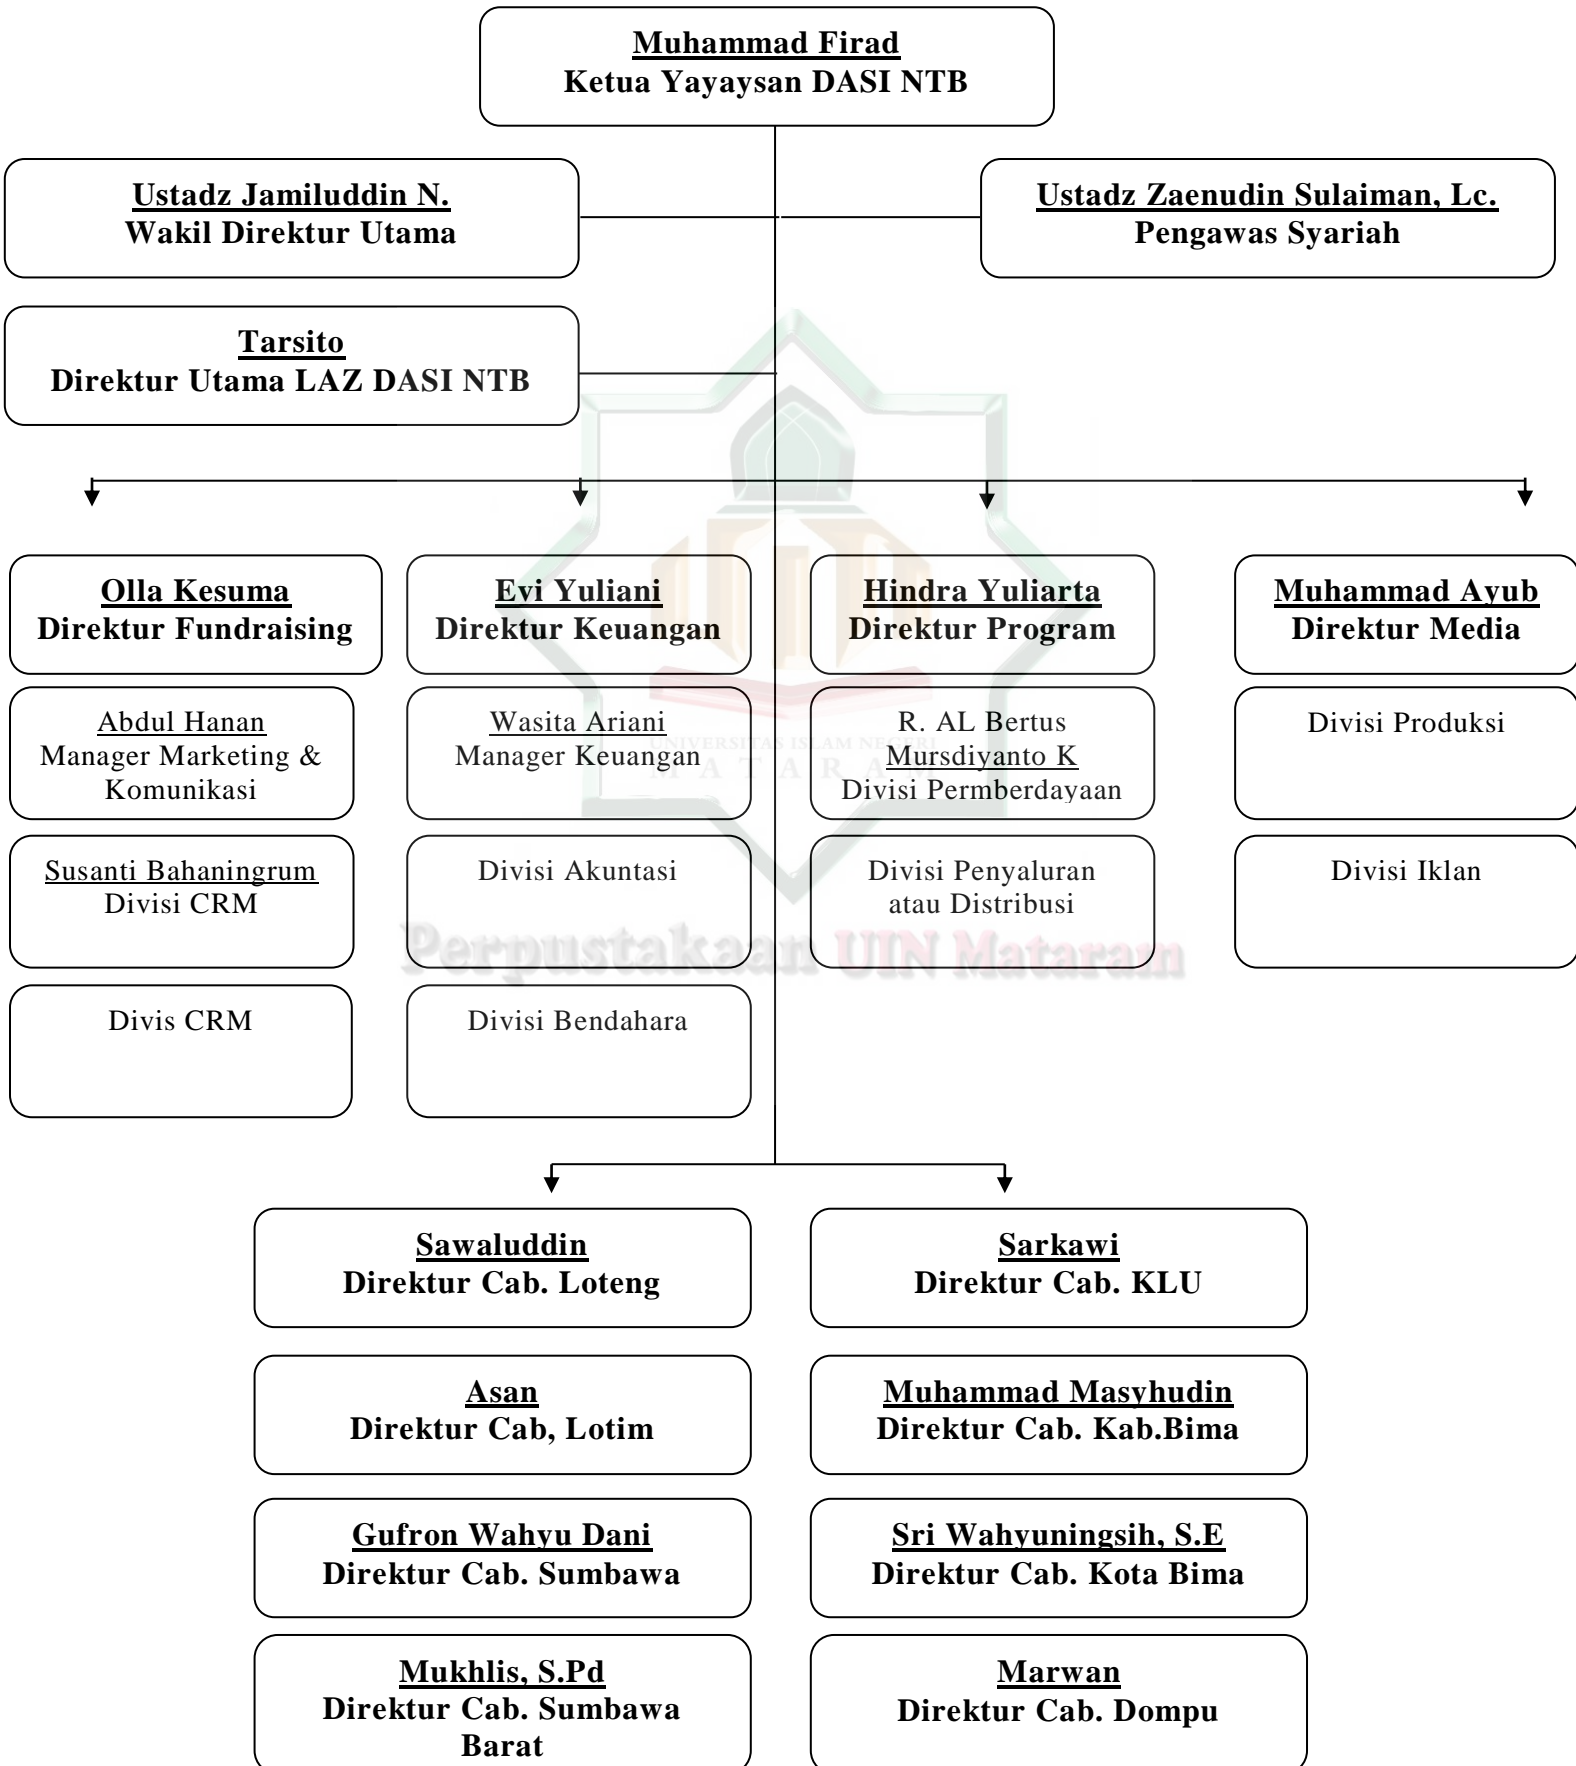 Muhammad Firad
Ketua Yayaysan DASI NTB
Ustadz Jamiluddin N.
Wakil Direktur Utama
Ustadz Zaenudin Sulaiman, Lc.
Pengawas Syariah
Tarsito
Direktur Utama LAZ DASI NTB
Olla Kesuma
Direktur Fundraising
Evi Yuliani
Direktur Keuangan
Hindra Yuliarta
Direktur Program
Muhammad Ayub
Direktur Media
Abdul Hanan
Manager Marketing &
Komunikasi
Wasita Ariani
Manager Keuangan
R. AL Bertus
Mursdiyanto K
Divisi Permberdayaan
Divisi Produksi
UNIVERSITAS ISLAM NEGERI
MATARAM
Susanti Bahaningrum
Divisi CRM
Divisi Akuntasi
Divisi Penyaluran
atau Distribusi
Divisi Iklan
Perpustakaan UIN Mataram
Divis CRM
Divisi Bendahara
Sawaluddin
Direktur Cab. Loteng
Sarkawi
Direktur Cab. KLU
Asan
Direktur Cab, Lotim
Muhammad Masyhudin
Direktur Cab. Kab.Bima
Gufron Wahyu Dani
Direktur Cab. Sumbawa
Sri Wahyuningsih, S.E
Direktur Cab. Kota Bima
Mukhlis, S.Pd
Direktur Cab. Sumbawa
Barat
Marwan
Direktur Cab. Dompu